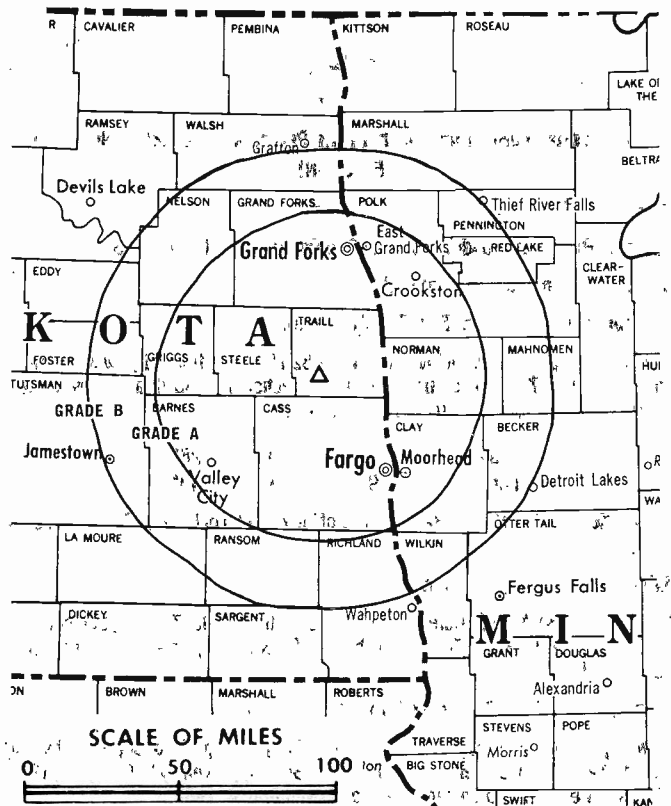 R CAVALIER PEMBINA KITTSON ROSEAU
LAKE O
THE
RAMSEY WALSH MARSHALL
Grafton
BELTRA
Devils Lake
NELSON GRAND FORKS POLK Thief River Falls
PENNINGTON
East
Grand Forks Grand Forks RED LAKE
EDDY CLEAR-
WATER
Crookston
K O T A TRAILL
FOSTER GRIGGS STEELE NORMAN MAHNOMEN
TUTSMAN
GRADE B BARNES CASS
GRADE A CLAY BECKER
Jamestown Fargo Moorhead
Valley
City
Detroit Lakes
WA
OTTER TAIL
LA MOURE RANSOM RICHLAND WILKIN
Fergus Falls
DICKEY SARGENT Wahpeton
M I N
GRANT DOUGLAS
ON BROWN MARSHALL ROBERTS Alexandria
SCALE OF MILES
STEVENS POPE
TRAVERSE Morris
0 50 100 BIG STONE
SWIFT KAN